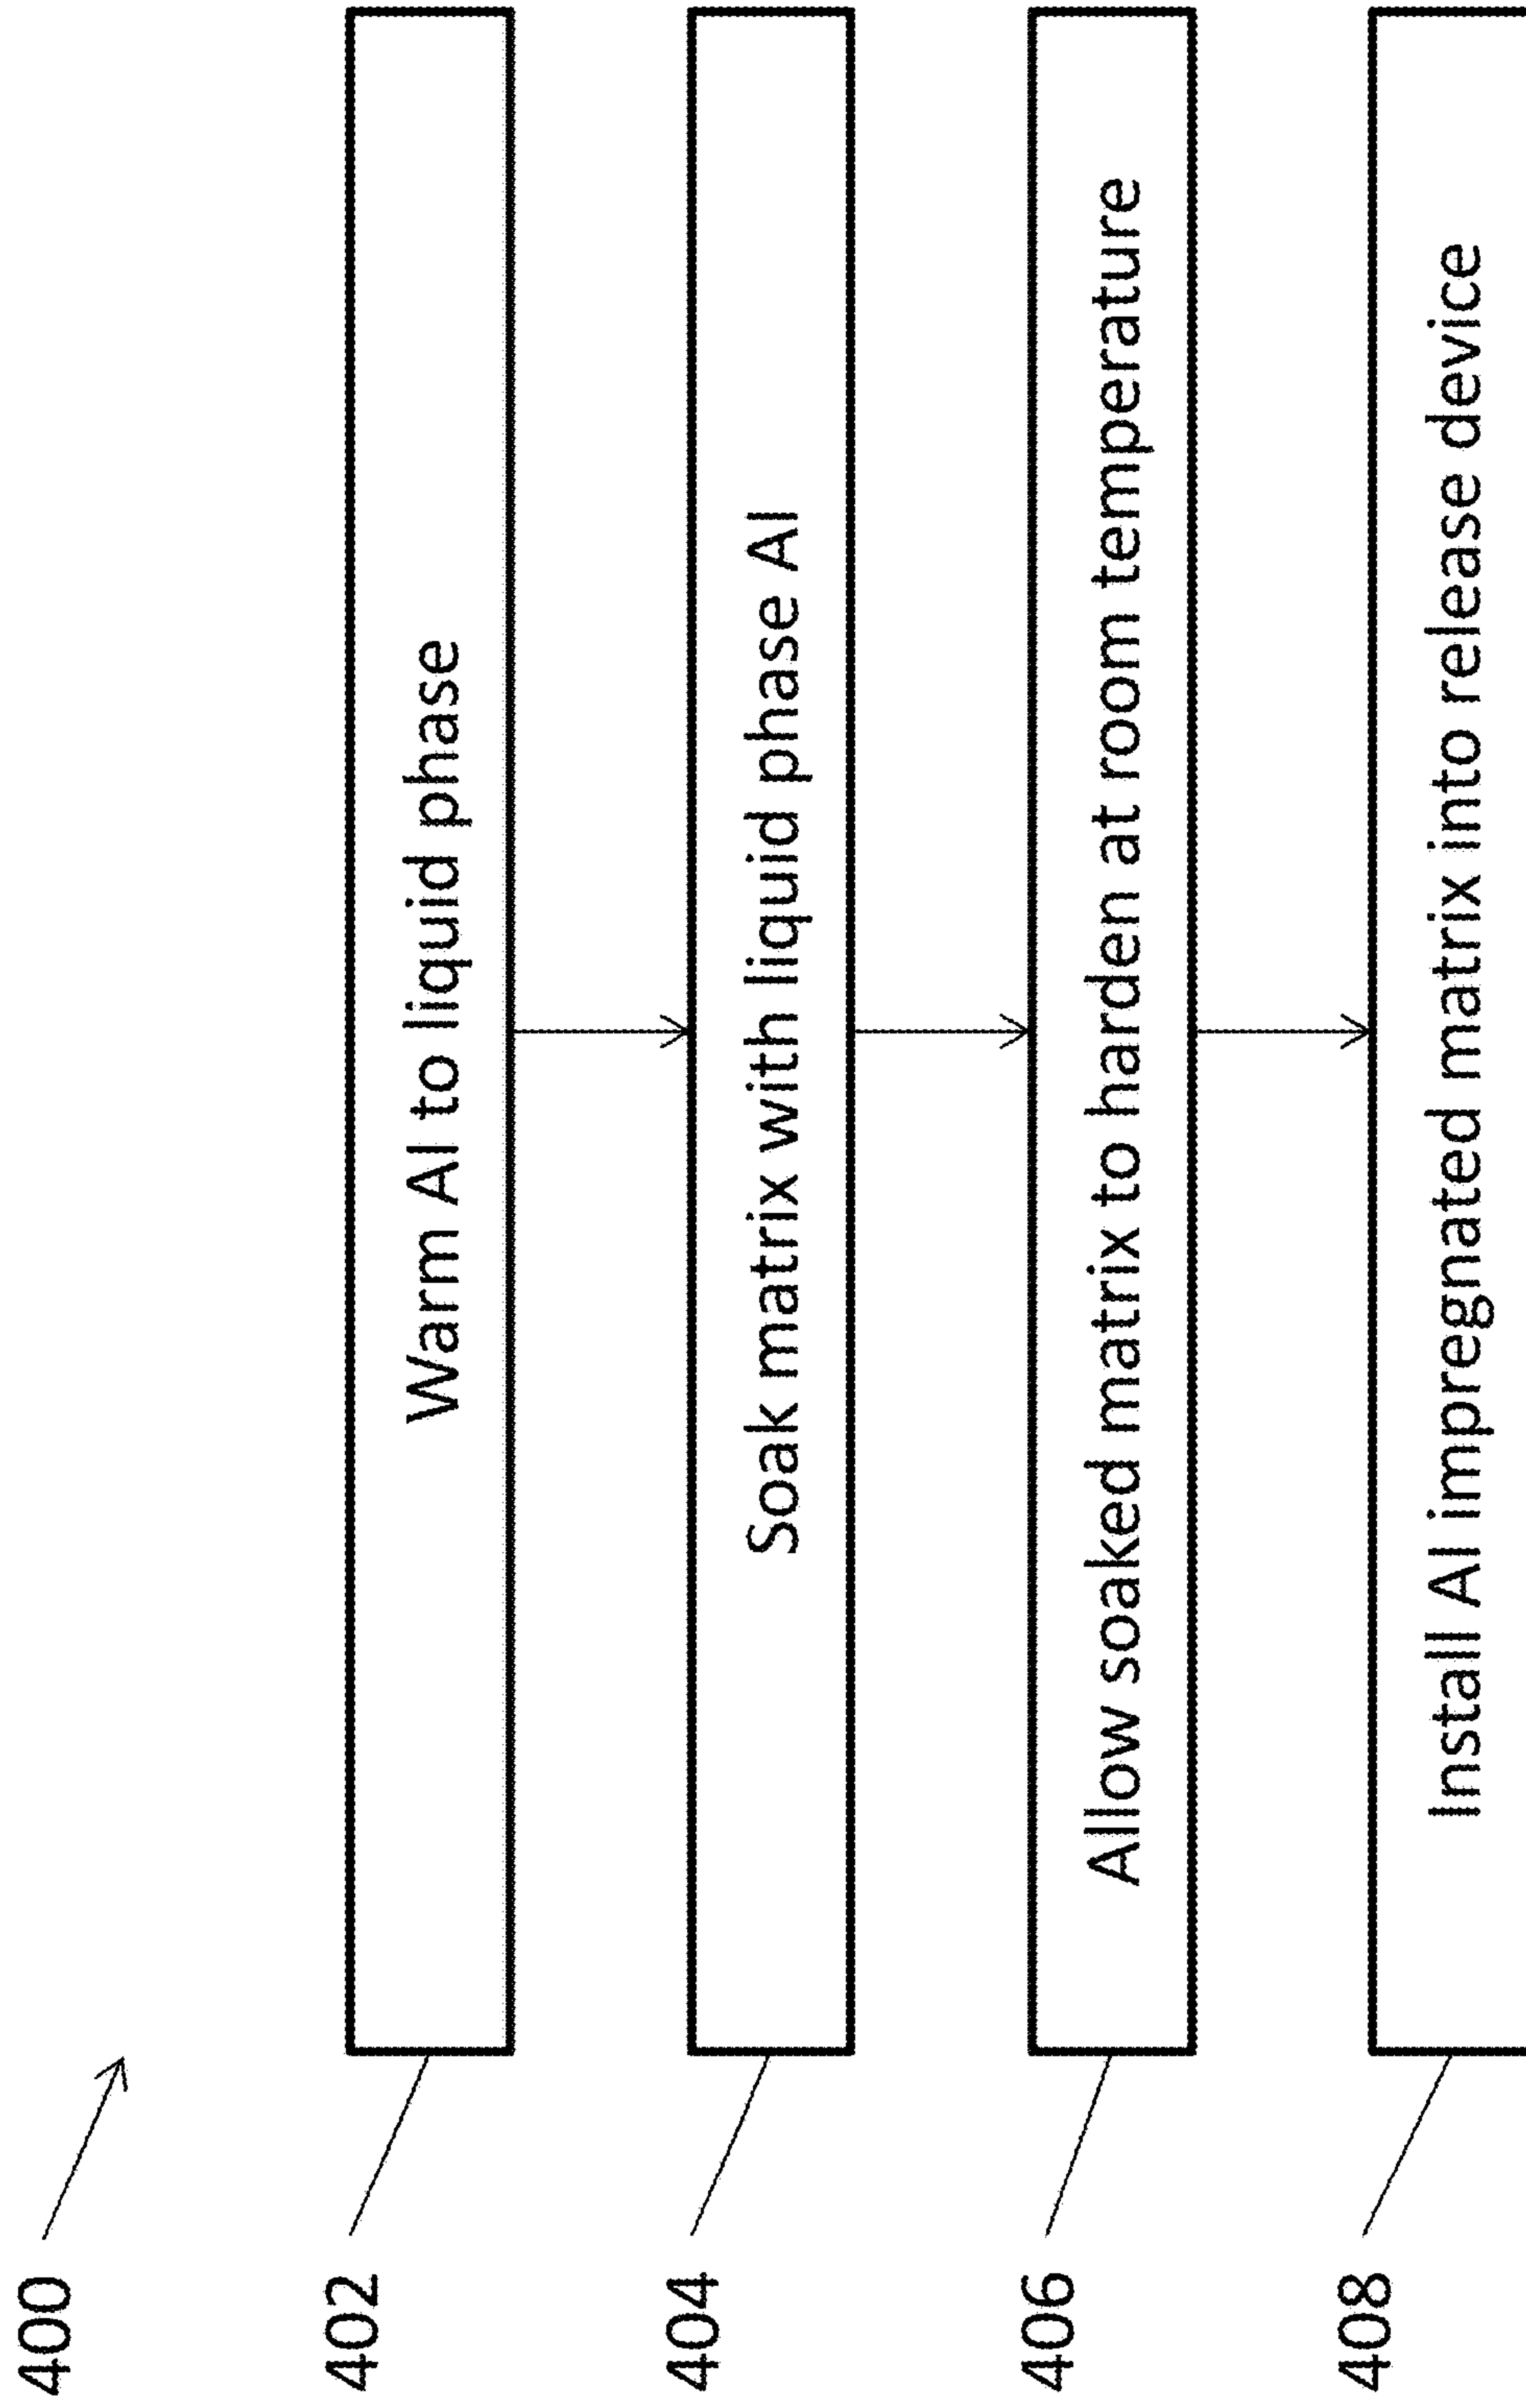 400
402
Warm AI to liquid phase
404
Soak matrix with liquid phase AI
406
Allow soaked matrix to harden at room temperature
408
Install AI impregnated matrix into release device